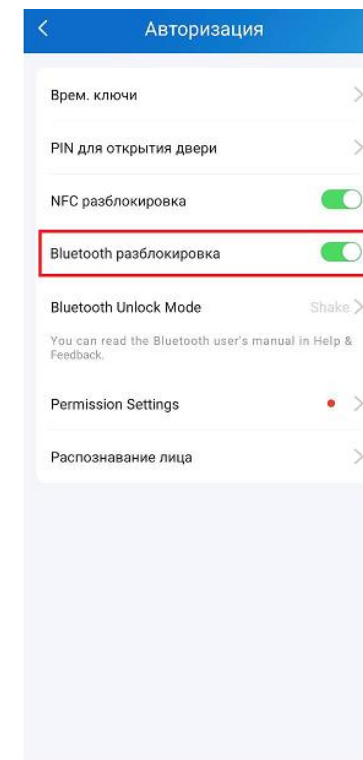 Авторизация
Врем. ключи
PIN для открытия двери
NFC разблокировка
Bluetooth разблокировка
Bluetooth Unlock Mode Shake
You can read the Bluetooth user's manual in Help &
Feedback.
Permission Settings
Распознавание лица